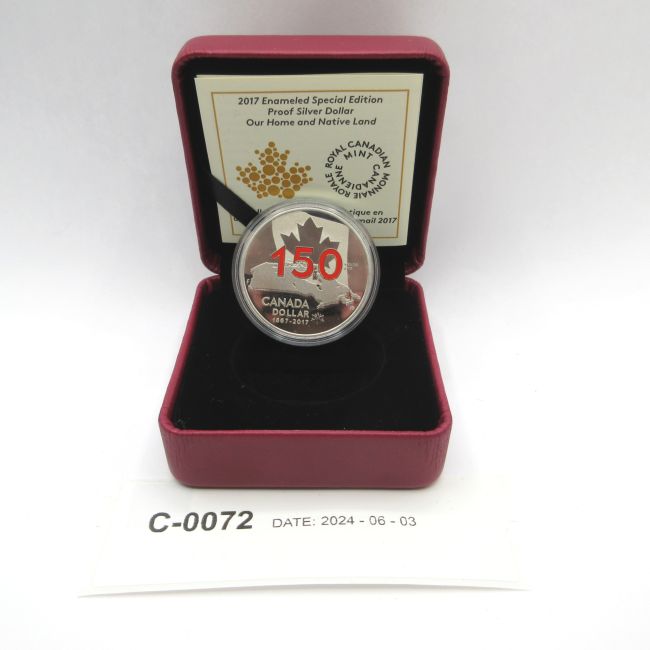 2017 Enameled Special Edition
Proof Silver Dollar
Our Home and Native Land
ROYAL CANADIAN MINT
MONNAIE ROYALE CANADIENNE
tique en
mail 2017
150
CANADA
DOLLAR
1867-2017
C-0072 DATE: 2024 - 06 - 03